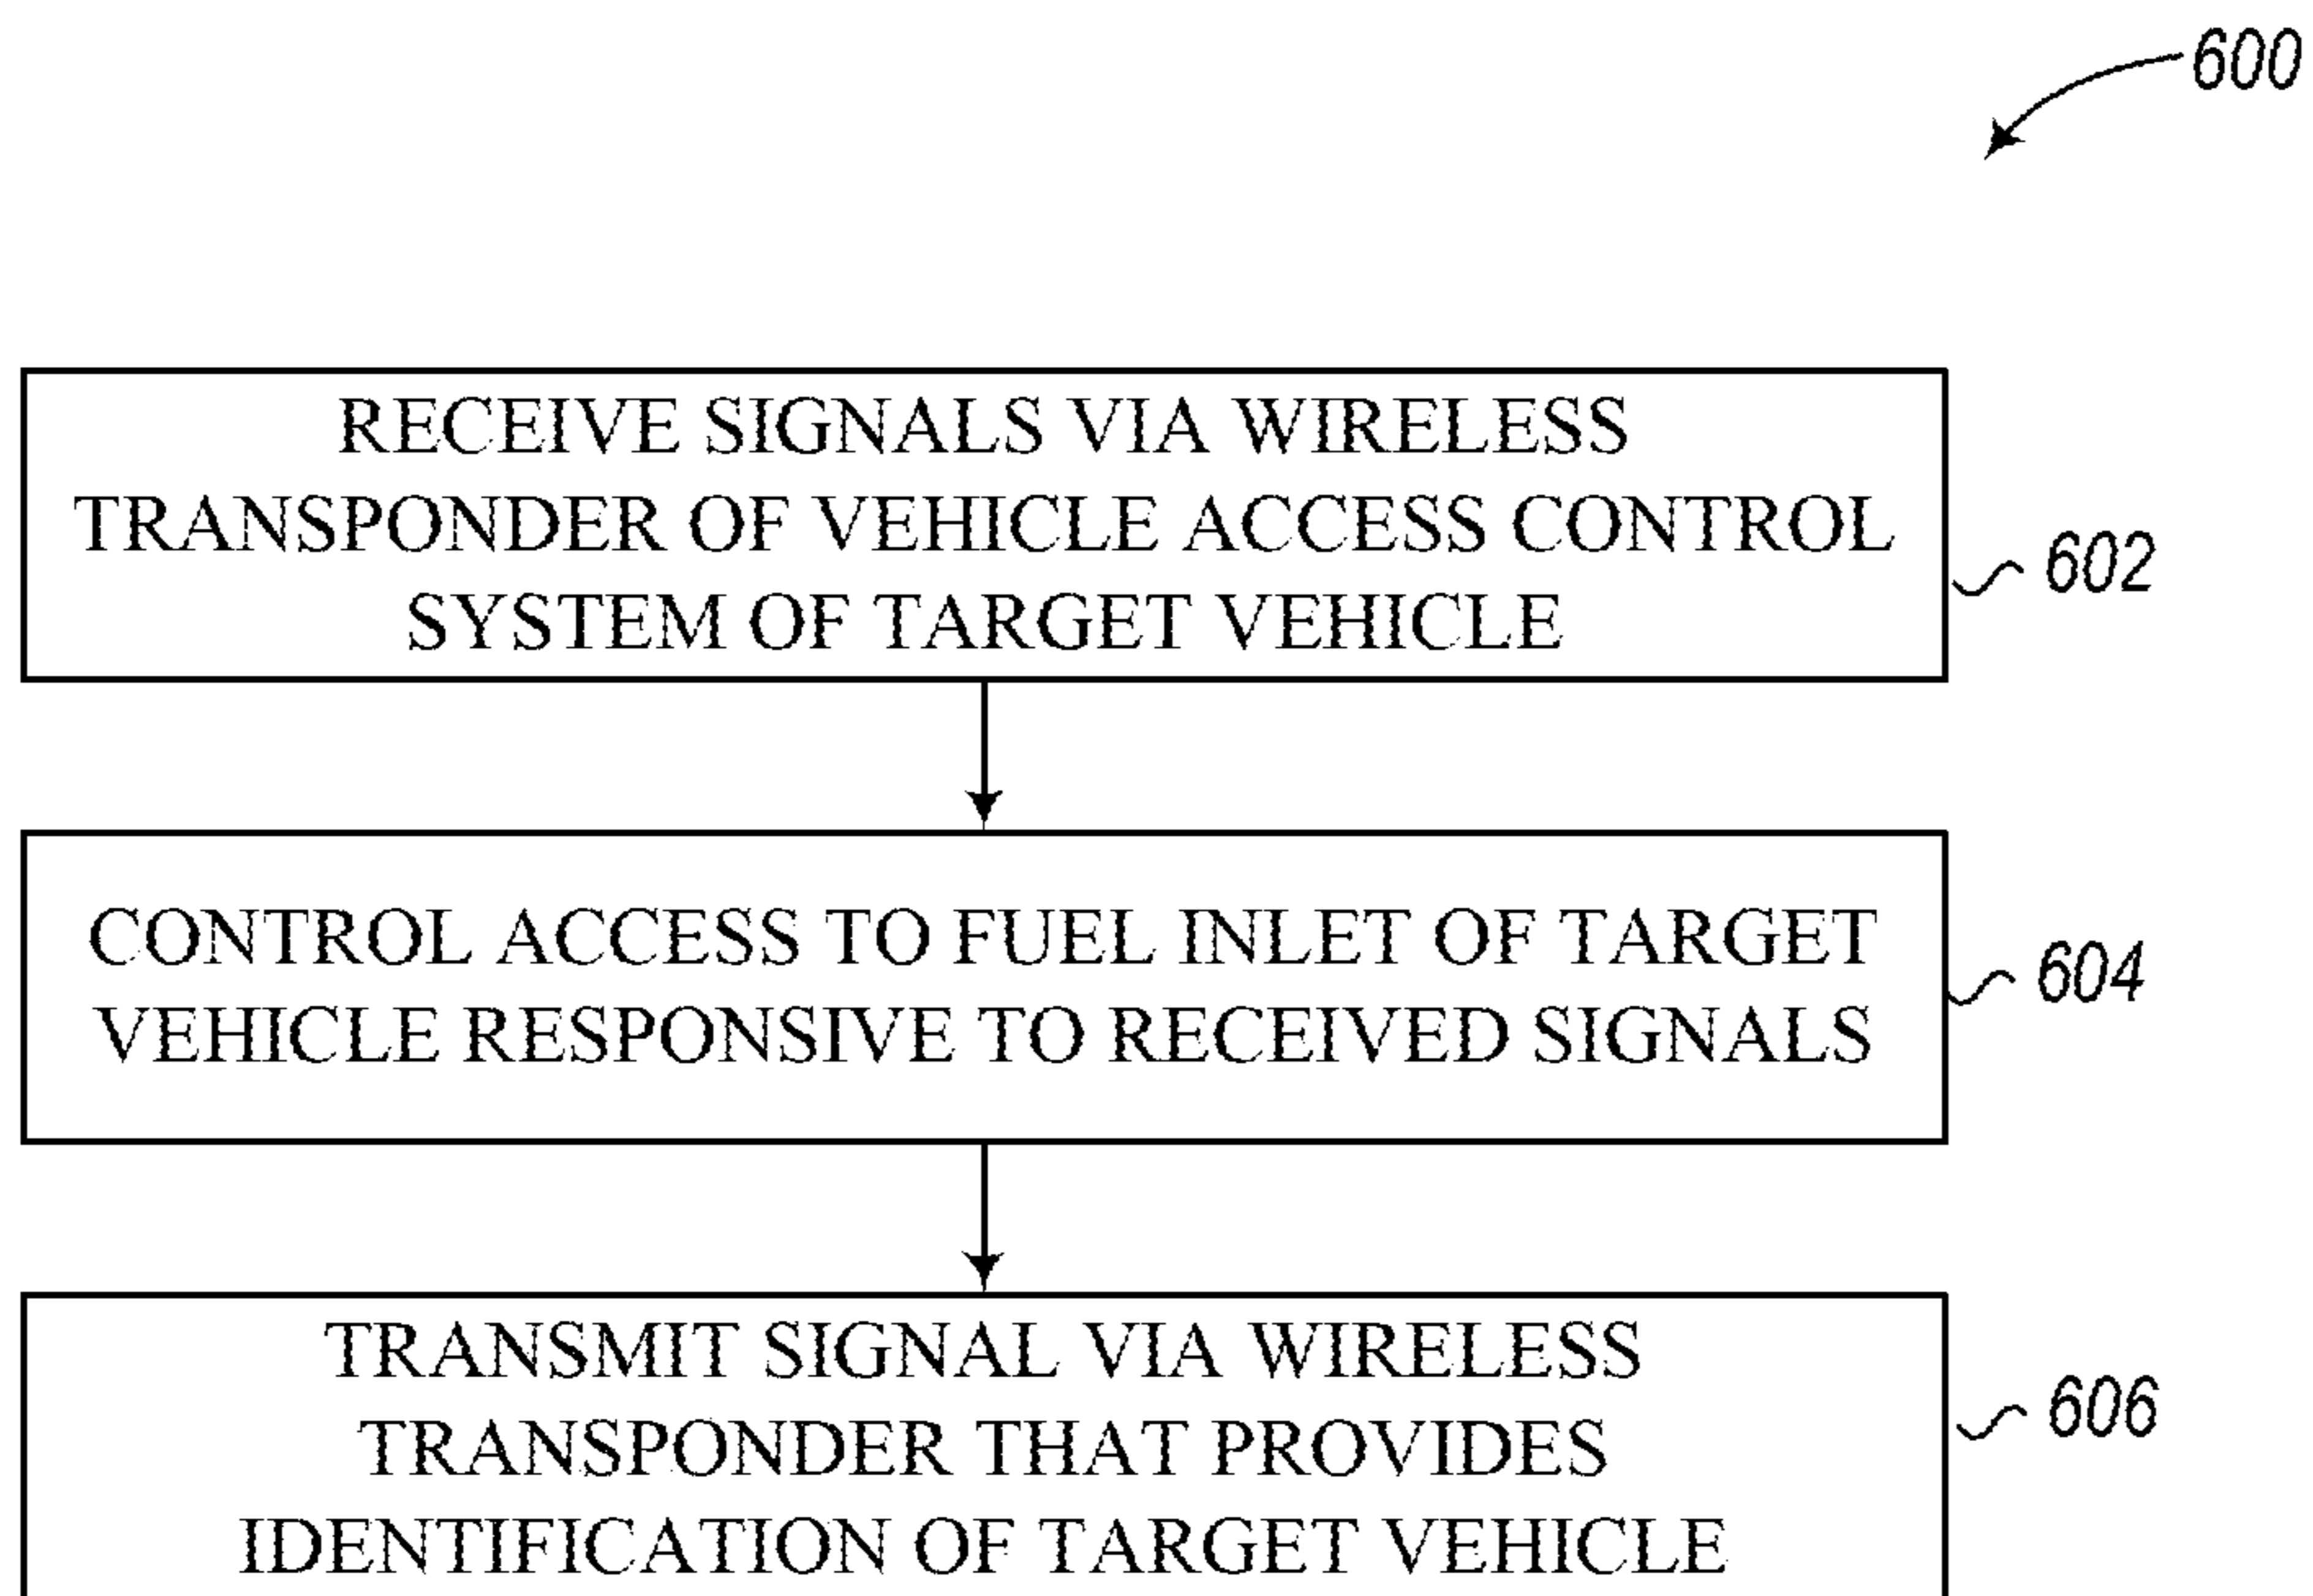 600
RECEIVE SIGNALS VIA WIRELESS
TRANSPONDER OF VEHICLE ACCESS CONTROL
SYSTEM OF TARGET VEHICLE
602
CONTROL ACCESS TO FUEL INLET OF TARGET
VEHICLE RESPONSIVE TO RECEIVED SIGNALS
604
TRANSMIT SIGNAL VIA WIRELESS
TRANSPONDER THAT PROVIDES
IDENTIFICATION OF TARGET VEHICLE
606